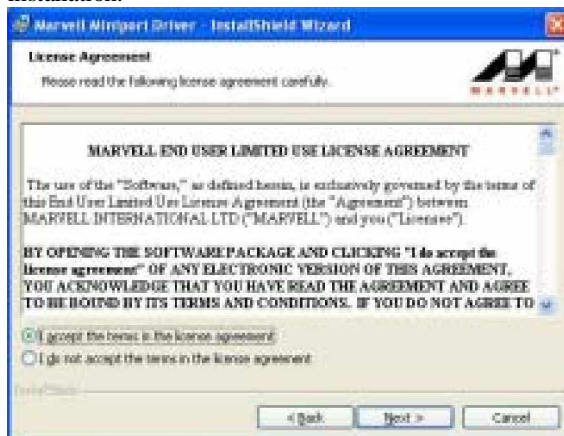 installation.
Marvell Miniport Driver - InstallShield Wizard
License Agreement
Please read the following license agreement carefully.
MARVELL
MARVELL END USER LIMITED USE LICENSE AGREEMENT
The use of the "Software," as defined herein, is exclusively governed by the terms of
this End User Limited Use License Agreement (the "Agreement") between
MARVELL INTERNATIONAL LTD ("MARVELL") and you ("Licensee").
BY OPENING THE SOFTWARE PACKAGE AND CLICKING "I do accept the
license agreement" OF ANY ELECTRONIC VERSION OF THIS AGREEMENT,
YOU ACKNOWLEDGE THAT YOU HAVE READ THE AGREEMENT AND AGREE
TO BE BOUND BY ITS TERMS AND CONDITIONS. IF YOU DO NOT AGREE TO
I accept the terms in the license agreement
I do not accept the terms in the license agreement
InstallShield
< Back
Next >
Cancel